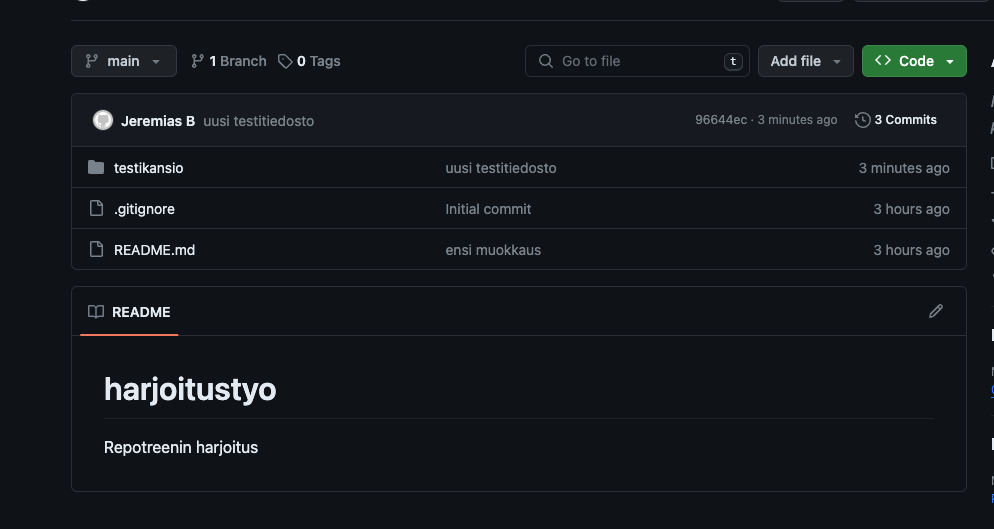 main
1 Branch
0 Tags
Go to file
t
Add file
Code
Jeremias B uusi testitiedosto
96644ec · 3 minutes ago
3 Commits
testikansio uusi testitiedosto 3 minutes ago
.gitignore Initial commit 3 hours ago
README.md ensi muokkaus 3 hours ago
README
harjoitustyo
Repotreenin harjoitus